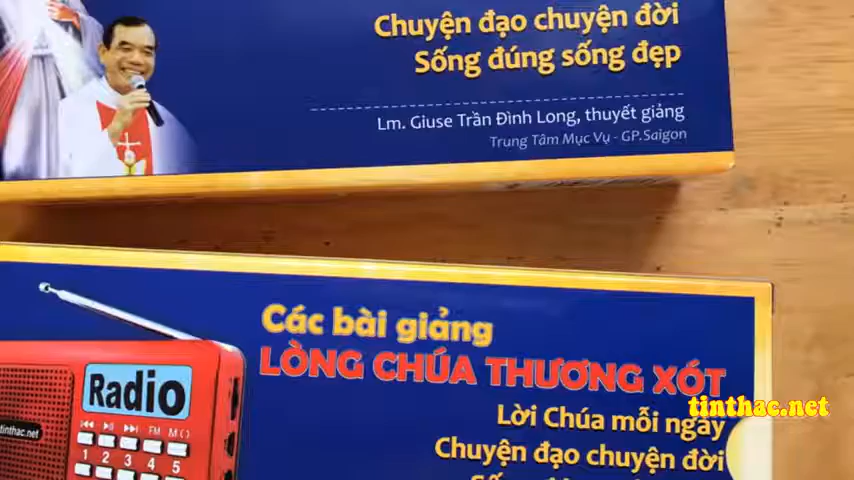 Chuyện đạo chuyện đời
Sống đúng sống đẹp
Lm. Giuse Trần Đình Long, thuyết giảng
Trung Tâm Mục Vụ - GP.Saigon
Các bài giảng
LÒNG CHÚA THƯƠNG XÓT
tinthac.net
Lời Chúa mỗi ngày
Chuyện đạo chuyện đời
Radio
tinthac.net
FM M
1 2 3 4 5